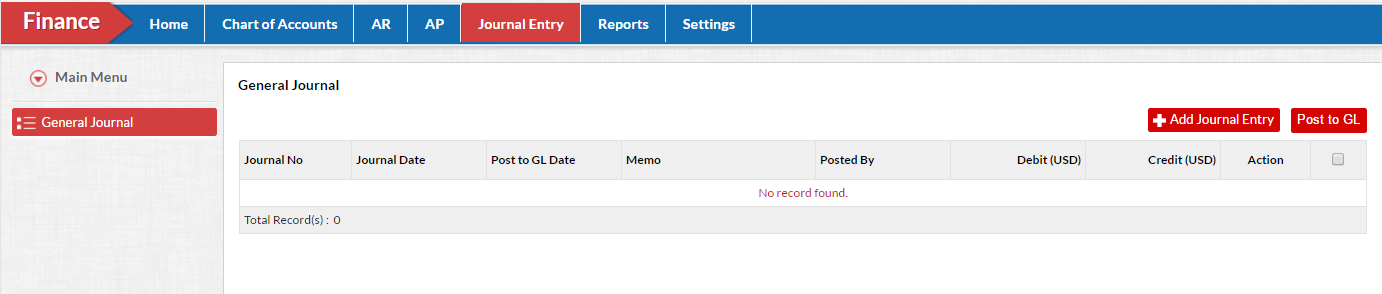 Finance Home Chart of Accounts AR AP Journal Entry Reports Settings
Main Menu
General Journal
General Journal
Add Journal Entry Post to GL
Journal No Journal Date Post to GL Date Memo Posted By Debit (USD) Credit (USD) Action
No record found.
Total Record(s) : 0